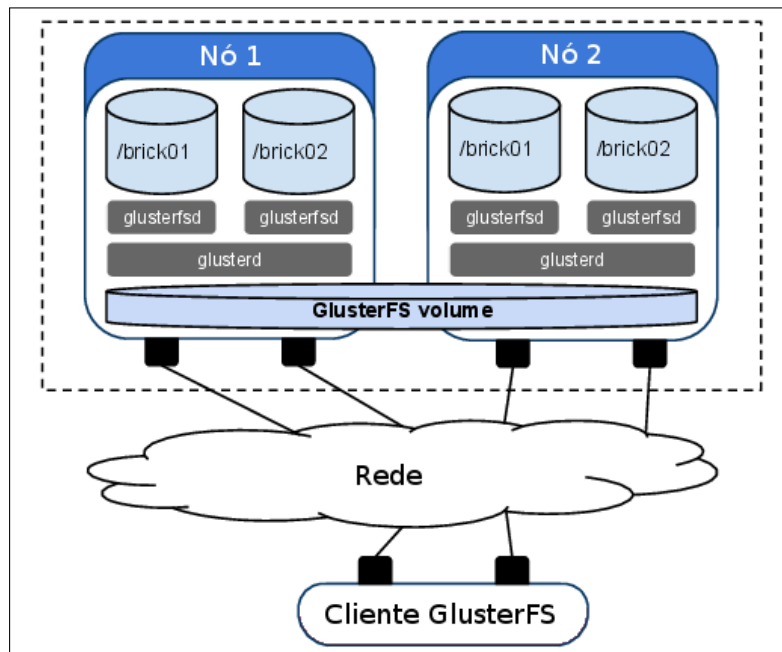 Nó 1 Nó 2
/brick01 /brick02 /brick01 /brick02
glusterfsd glusterfsd glusterfsd glusterfsd
glusterd glusterd
GlusterFS volume
Rede
Cliente GlusterFS